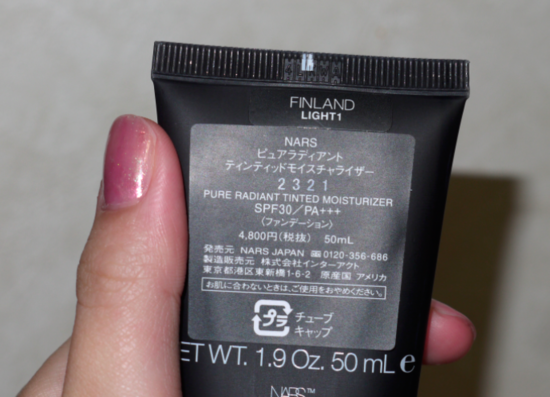 FINLAND
LIGHT1
NARS
ピュアラディアント
ティンティッドモイスチャライザー
2321
PURE RADIANT TINTED MOISTURIZER
SPF30/PA+++
〈ファンデーション〉
4,800円(税抜) 50mL
発売元 NARS JAPAN ☎0120-356-686
製造販売元 株式会社インターアクト
東京都港区東新橋1-6-2 原産国 アメリカ
お肌に合わないときは、ご使用をおやめください。
プラ チューブ
キャップ
ET WT. 1.9 Oz. 50 mL e
NARS™